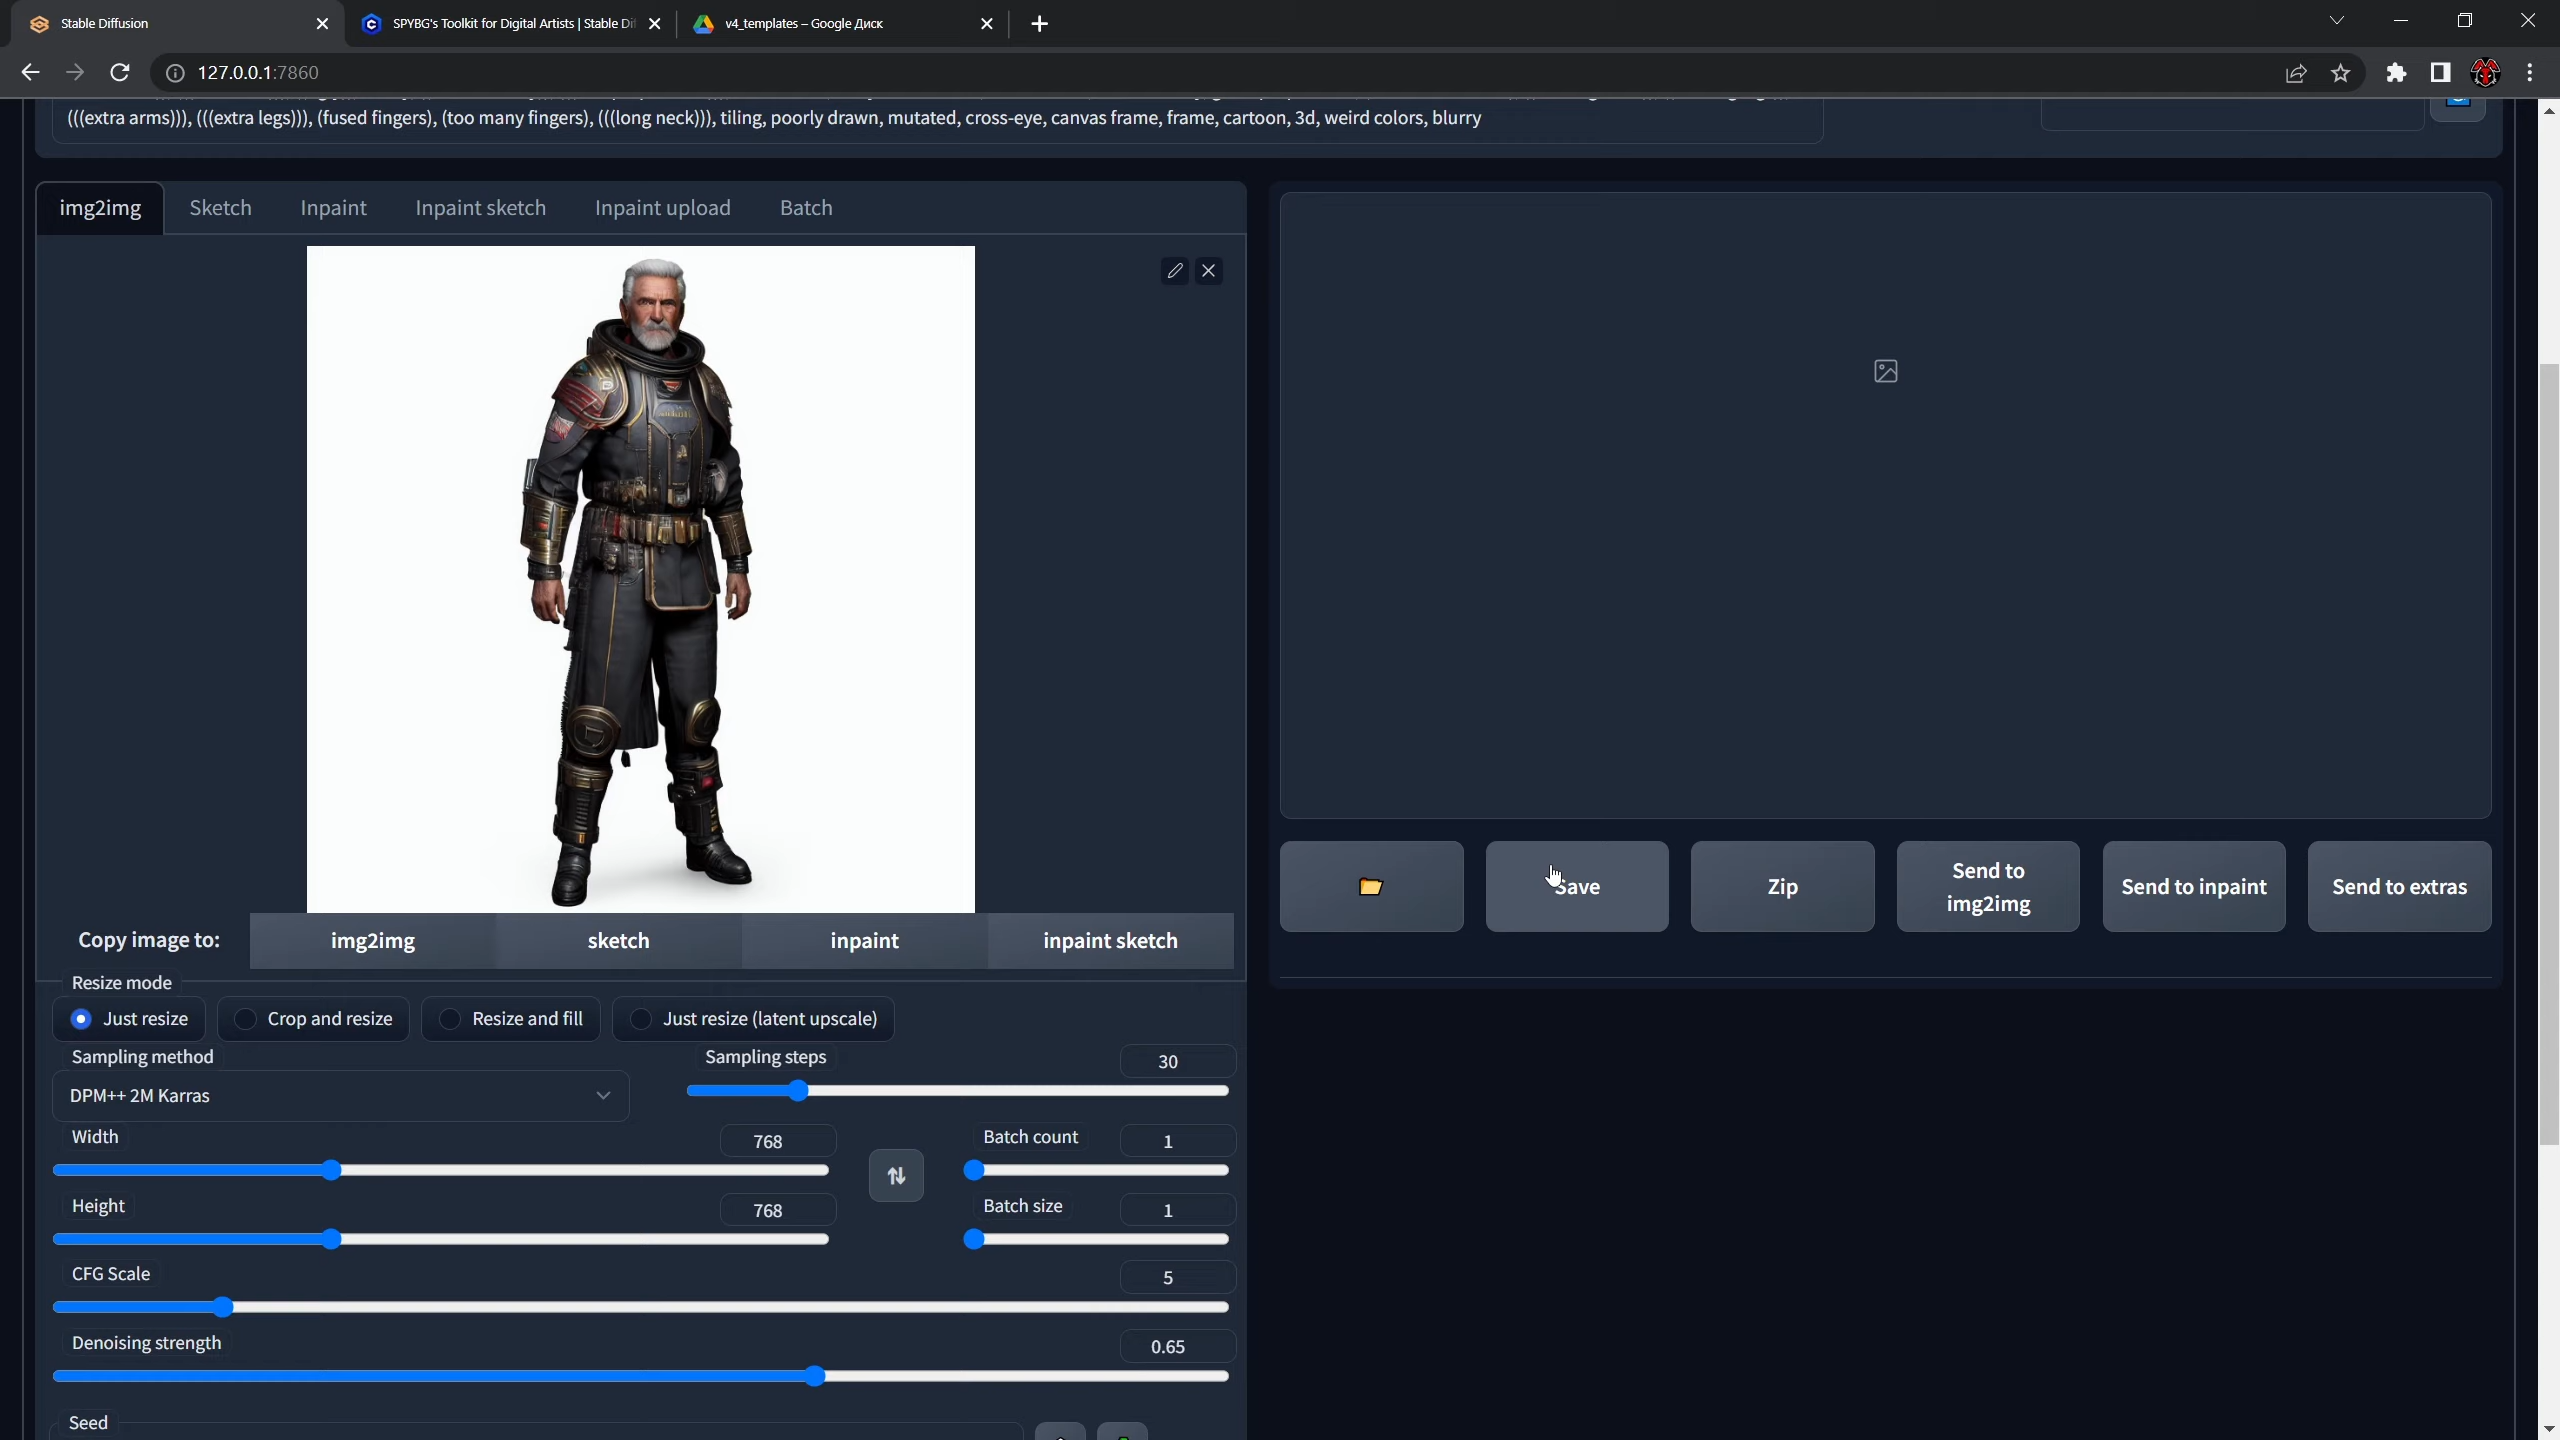 Stable Diffusion
SPYBG's Toolkit for Digital Artists | Stable Dif
v4_templates – Google Диск
127.0.0.1:7860
(((extra arms))), (((extra legs))), (fused fingers), (too many fingers), (((long neck))), tiling, poorly drawn, mutated, cross-eye, canvas frame, frame, cartoon, 3d, weird colors, blurry
img2img
Sketch
Inpaint
Inpaint sketch
Inpaint upload
Batch
Copy image to:
img2img
sketch
inpaint
inpaint sketch
Save
Zip
Send to
img2img
Send to inpaint
Send to extras
Resize mode
Just resize
Crop and resize
Resize and fill
Just resize (latent upscale)
Sampling method
DPM++ 2M Karras
Sampling steps
30
Width
768
Batch count
1
Height
768
Batch size
1
CFG Scale
5
Denoising strength
0.65
Seed